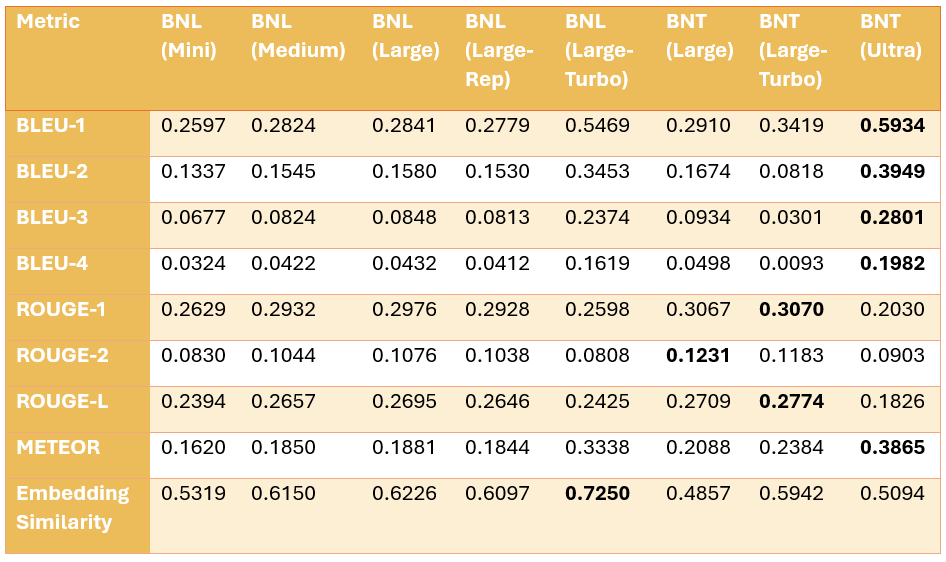 Metric BNL (Mini) BNL (Medium) BNL (Large) BNL (Large-Rep) BNL (Large-Turbo) BNT (Large) BNT (Large-Turbo) BNT (Ultra)
BLEU-1 0.2597 0.2824 0.2841 0.2779 0.5469 0.2910 0.3419 0.5934
BLEU-2 0.1337 0.1545 0.1580 0.1530 0.3453 0.1674 0.0818 0.3949
BLEU-3 0.0677 0.0824 0.0848 0.0813 0.2374 0.0934 0.0301 0.2801
BLEU-4 0.0324 0.0422 0.0432 0.0412 0.1619 0.0498 0.0093 0.1982
ROUGE-1 0.2629 0.2932 0.2976 0.2928 0.2598 0.3067 0.3070 0.2030
ROUGE-2 0.0830 0.1044 0.1076 0.1038 0.0808 0.1231 0.1183 0.0903
ROUGE-L 0.2394 0.2657 0.2695 0.2646 0.2425 0.2709 0.2774 0.1826
METEOR 0.1620 0.1850 0.1881 0.1844 0.3338 0.2088 0.2384 0.3865
Embedding Similarity 0.5319 0.6150 0.6226 0.6097 0.7250 0.4857 0.5942 0.5094